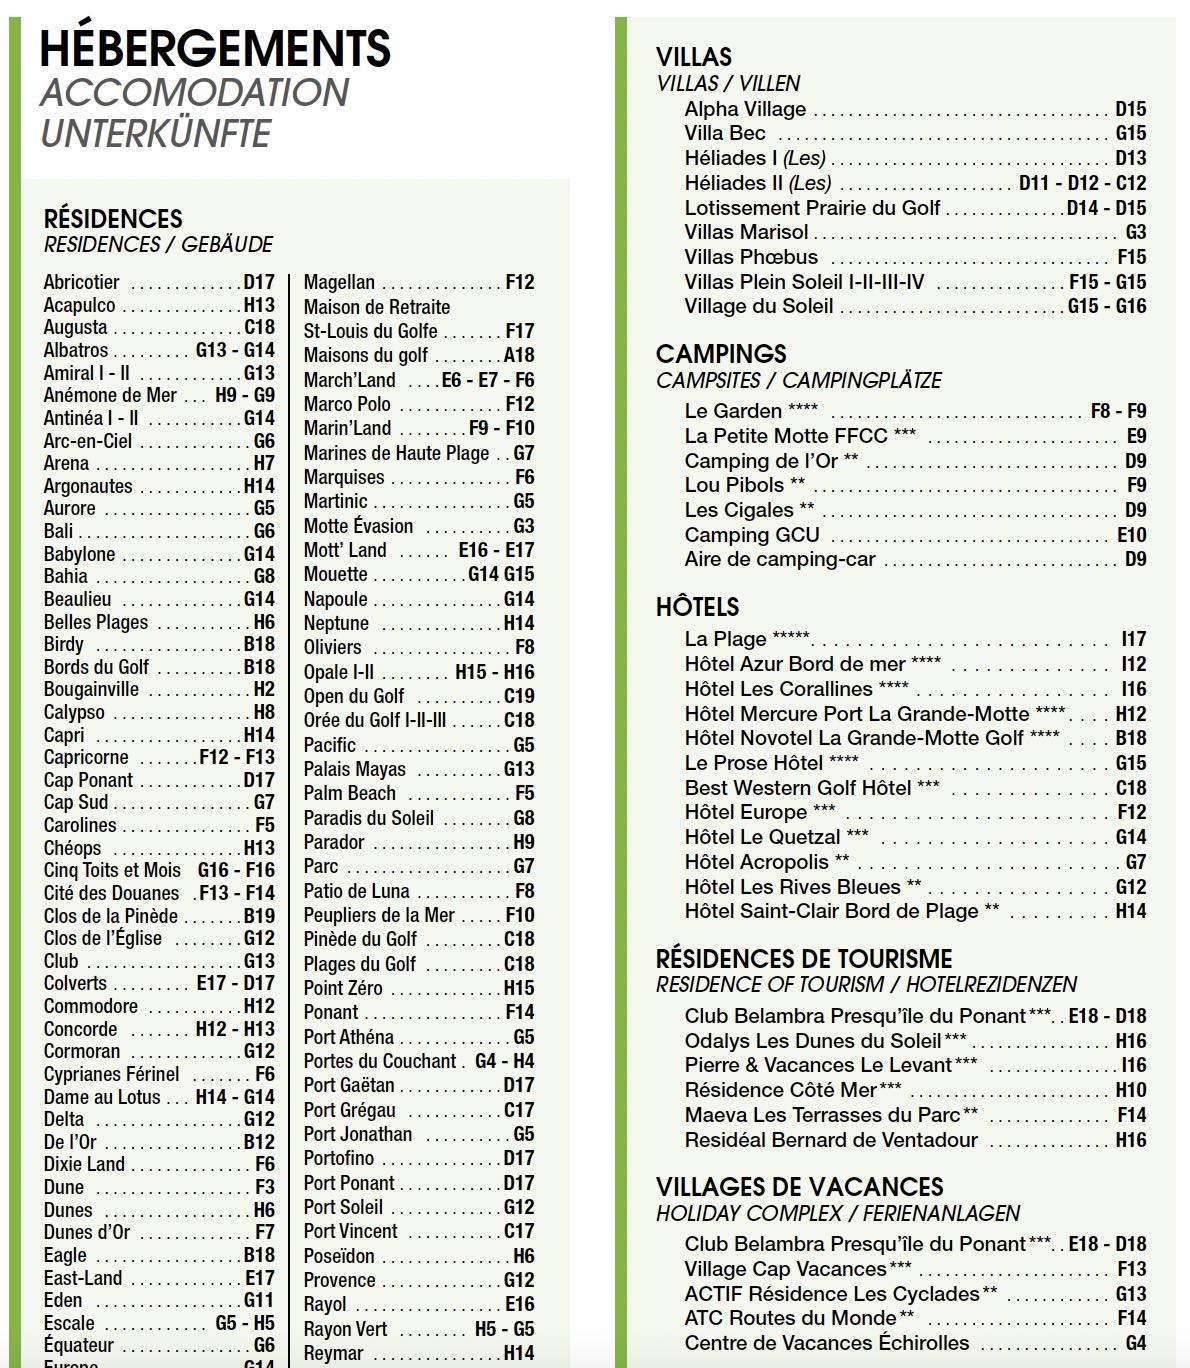 HÉBERGEMENTS
ACCOMODATION
UNTERKÜNFTE
RÉSIDENCES
RESIDENCES / GEBÄUDE
Abricotier . . . . . . . . . . . . . D17
Acapulco . . . . . . . . . . . . . . H13
Augusta . . . . . . . . . . . . . . . C18
Albatros . . . . . . . . . G13 - G14
Amiral I - II . . . . . . . . . . . . G13
Anémone de Mer . . . H9 - G9
Antinéa I - II . . . . . . . . . . . G14
Arc-en-Ciel . . . . . . . . . . . . . G6
Arena . . . . . . . . . . . . . . . . . . H7
Argonautes . . . . . . . . . . . . H14
Aurore . . . . . . . . . . . . . . . . G5
Bali . . . . . . . . . . . . . . . . . . . . G6
Babylone . . . . . . . . . . . . . . G14
Bahia . . . . . . . . . . . . . . . . . . G8
Beaulieu . . . . . . . . . . . . . . G14
Belles Plages . . . . . . . . . . . H6
Birdy . . . . . . . . . . . . . . . . . B18
Bords du Golf . . . . . . . . . . B18
Bougainville . . . . . . . . . . . . H2
Calypso . . . . . . . . . . . . . . . . H8
Capri . . . . . . . . . . . . . . . . . H14
Capricorne . . . . . . . F12 - F13
Cap Ponant . . . . . . . . . . . . D17
Cap Sud . . . . . . . . . . . . . . . . G7
Carolines . . . . . . . . . . . . . . . F5
Chéops . . . . . . . . . . . . . . . H13
Cinq Toits et Mois G16 - F16
Cité des Douanes . F13 - F14
Clos de la Pinède . . . . . . . B19
Clos de l’Église . . . . . . . . G12
Club . . . . . . . . . . . . . . . . . . G13
Colverts . . . . . . . . . E17 - D17
Commodore . . . . . . . . . . . H12
Concorde . . . . . . . H12 - H13
Cormoran . . . . . . . . . . . . . G12
Cyprianes Férinel . . . . . . . F6
Dame au Lotus . . . H14 - G14
Delta . . . . . . . . . . . . . . . . . G12
De l’Or . . . . . . . . . . . . . . . . B12
Dixie Land . . . . . . . . . . . . . . F6
Dune . . . . . . . . . . . . . . . . . . F3
Dunes . . . . . . . . . . . . . . . . . H6
Dunes d’Or . . . . . . . . . . . . . F7
Eagle . . . . . . . . . . . . . . . . . B18
East-Land . . . . . . . . . . . . . E17
Eden . . . . . . . . . . . . . . . . . G11
Escale . . . . . . . . . . . . G5 - H5
Équateur . . . . . . . . . . . . . . . G6
Europe . . . . . . . . . . . . . . . G14
Magellan . . . . . . . . . . . . . . F12
Maison de Retraite
St-Louis du Golfe . . . . . . . F17
Maisons du golf . . . . . . . . A18
March’Land . . . . E6 - E7 - F6
Marco Polo . . . . . . . . . . . . F12
Marin’Land . . . . . . . . F9 - F10
Marines de Haute Plage . . G7
Marquises . . . . . . . . . . . . . . F6
Martinic . . . . . . . . . . . . . . . . G5
Motte Évasion . . . . . . . . . G3
Mott’ Land . . . . . . E16 - E17
Mouette . . . . . . . . . . . G14 G15
Napoule . . . . . . . . . . . . . . . G14
Neptune . . . . . . . . . . . . . . H14
Oliviers . . . . . . . . . . . . . . . . F8
Opale I-II . . . . . . . . H15 - H16
Open du Golf . . . . . . . . . . C19
Orée du Golf I-II-III . . . . . . C18
Pacific . . . . . . . . . . . . . . . . . G5
Palais Mayas . . . . . . . . . . G13
Palm Beach . . . . . . . . . . . . F5
Paradis du Soleil . . . . . . . . G8
Parador . . . . . . . . . . . . . . . . H9
Parc . . . . . . . . . . . . . . . . . . . G7
Patio de Luna . . . . . . . . . . . F8
Peupliers de la Mer . . . . . F10
Pinède du Golf . . . . . . . . . C18
Plages du Golf . . . . . . . . . C18
Point Zéro . . . . . . . . . . . . . H15
Ponant . . . . . . . . . . . . . . . . F14
Port Athéna . . . . . . . . . . . . . G5
Portes du Couchant . G4 - H4
Port Gaëtan . . . . . . . . . . . . D17
Port Grégau . . . . . . . . . . . C17
Port Jonathan . . . . . . . . . . G5
Portofino . . . . . . . . . . . . . . D17
Port Ponant . . . . . . . . . . . . D17
Port Soleil . . . . . . . . . . . . . G12
Port Vincent . . . . . . . . . . . C17
Poseïdon . . . . . . . . . . . . . . . H6
Provence . . . . . . . . . . . . . . G12
Rayol . . . . . . . . . . . . . . . . . E16
Rayon Vert . . . . . . . . H5 - G5
Reymar . . . . . . . . . . . . . . . H14
VILLAS
VILLAS / VILLEN
Alpha Village . . . . . . . . . . . . . . . . . . . . . . . . . . . . . . . . . . D15
Villa Bec . . . . . . . . . . . . . . . . . . . . . . . . . . . . . . . . . . . . . . G15
Héliades I (Les) . . . . . . . . . . . . . . . . . . . . . . . . . . . . . . . . D13
Héliades II (Les) . . . . . . . . . . . . . . . . . . . . D11 - D12 - C12
Lotissement Prairie du Golf . . . . . . . . . . . . . . D14 - D15
Villas Marisol . . . . . . . . . . . . . . . . . . . . . . . . . . . . . . . . . . . G3
Villas Phœbus . . . . . . . . . . . . . . . . . . . . . . . . . . . . . . . . F15
Villas Plein Soleil I-II-III-IV . . . . . . . . . . . . . . . F15 - G15
Village du Soleil . . . . . . . . . . . . . . . . . . . . . . . . . . G15 - G16
CAMPINGS
CAMPSITES / CAMPINGPLÄTZE
Le Garden **** . . . . . . . . . . . . . . . . . . . . . . . . . . . . . F8 - F9
La Petite Motte FFCC *** . . . . . . . . . . . . . . . . . . . . . . E9
Camping de l’Or ** . . . . . . . . . . . . . . . . . . . . . . . . . . . . . D9
Lou Pibols ** . . . . . . . . . . . . . . . . . . . . . . . . . . . . . . . . . . . F9
Les Cigales ** . . . . . . . . . . . . . . . . . . . . . . . . . . . . . . . . . . D9
Camping GCU . . . . . . . . . . . . . . . . . . . . . . . . . . . . . . . . E10
Aire de camping-car . . . . . . . . . . . . . . . . . . . . . . . . . . . D9
HÔTELS
La Plage ***** . . . . . . . . . . . . . . . . . . . . . . . . . . I17
Hôtel Azur Bord de mer **** . . . . . . . . . . . . . . I12
Hôtel Les Corallines **** . . . . . . . . . . . . . . . . . I16
Hôtel Mercure Port La Grande-Motte **** . . . . H12
Hôtel Novotel La Grande-Motte Golf **** . . . . B18
Le Prose Hôtel **** . . . . . . . . . . . . . . . . . . . . . G15
Best Western Golf Hôtel *** . . . . . . . . . . . . . . C18
Hôtel Europe *** . . . . . . . . . . . . . . . . . . . . . . . . F12
Hôtel Le Quetzal *** . . . . . . . . . . . . . . . . . . . . G14
Hôtel Acropolis ** . . . . . . . . . . . . . . . . . . . . . . . G7
Hôtel Les Rives Bleues ** . . . . . . . . . . . . . . . . G12
Hôtel Saint-Clair Bord de Plage ** . . . . . . . . . H14
RÉSIDENCES DE TOURISME
RESIDENCE OF TOURISM / HOTELREZIDENZEN
Club Belambra Presqu’île du Ponant *** . . E18 - D18
Odalys Les Dunes du Soleil *** . . . . . . . . . . . . . . . . H16
Pierre & Vacances Le Levant *** . . . . . . . . . . . . . . . I16
Résidence Côté Mer *** . . . . . . . . . . . . . . . . . . . . . . . H10
Maeva Les Terrasses du Parc ** . . . . . . . . . . . . . . F14
Residéal Bernard de Ventadour . . . . . . . . . . . . . . H16
VILLAGES DE VACANCES
HOLIDAY COMPLEX / FERIENANLAGEN
Club Belambra Presqu’île du Ponant *** . . E18 - D18
Village Cap Vacances *** . . . . . . . . . . . . . . . . . . . . . . F13
ACTIF Résidence Les Cyclades ** . . . . . . . . . . . . G13
ATC Routes du Monde ** . . . . . . . . . . . . . . . . . . . . . F14
Centre de Vacances Échirolles . . . . . . . . . . . . . . . . G4